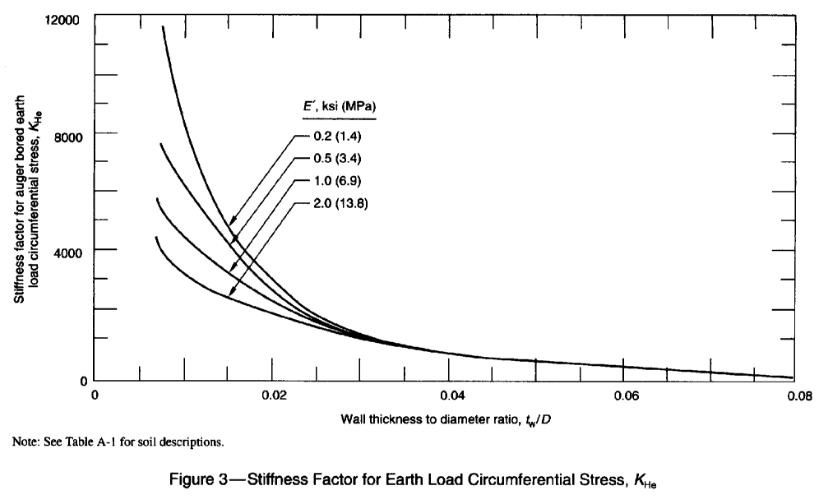 12000
8000
4000
0
Stiffness factor for auger bored earth
load circumferential stress, KHe
E′, ksi (MPa)
0.2 (1.4)
0.5 (3.4)
1.0 (6.9)
2.0 (13.8)
0 0.02 0.04 0.06 0.08
Wall thickness to diameter ratio, tw/D
Note: See Table A-1 for soil descriptions.
Figure 3—Stiffness Factor for Earth Load Circumferential Stress, KHe